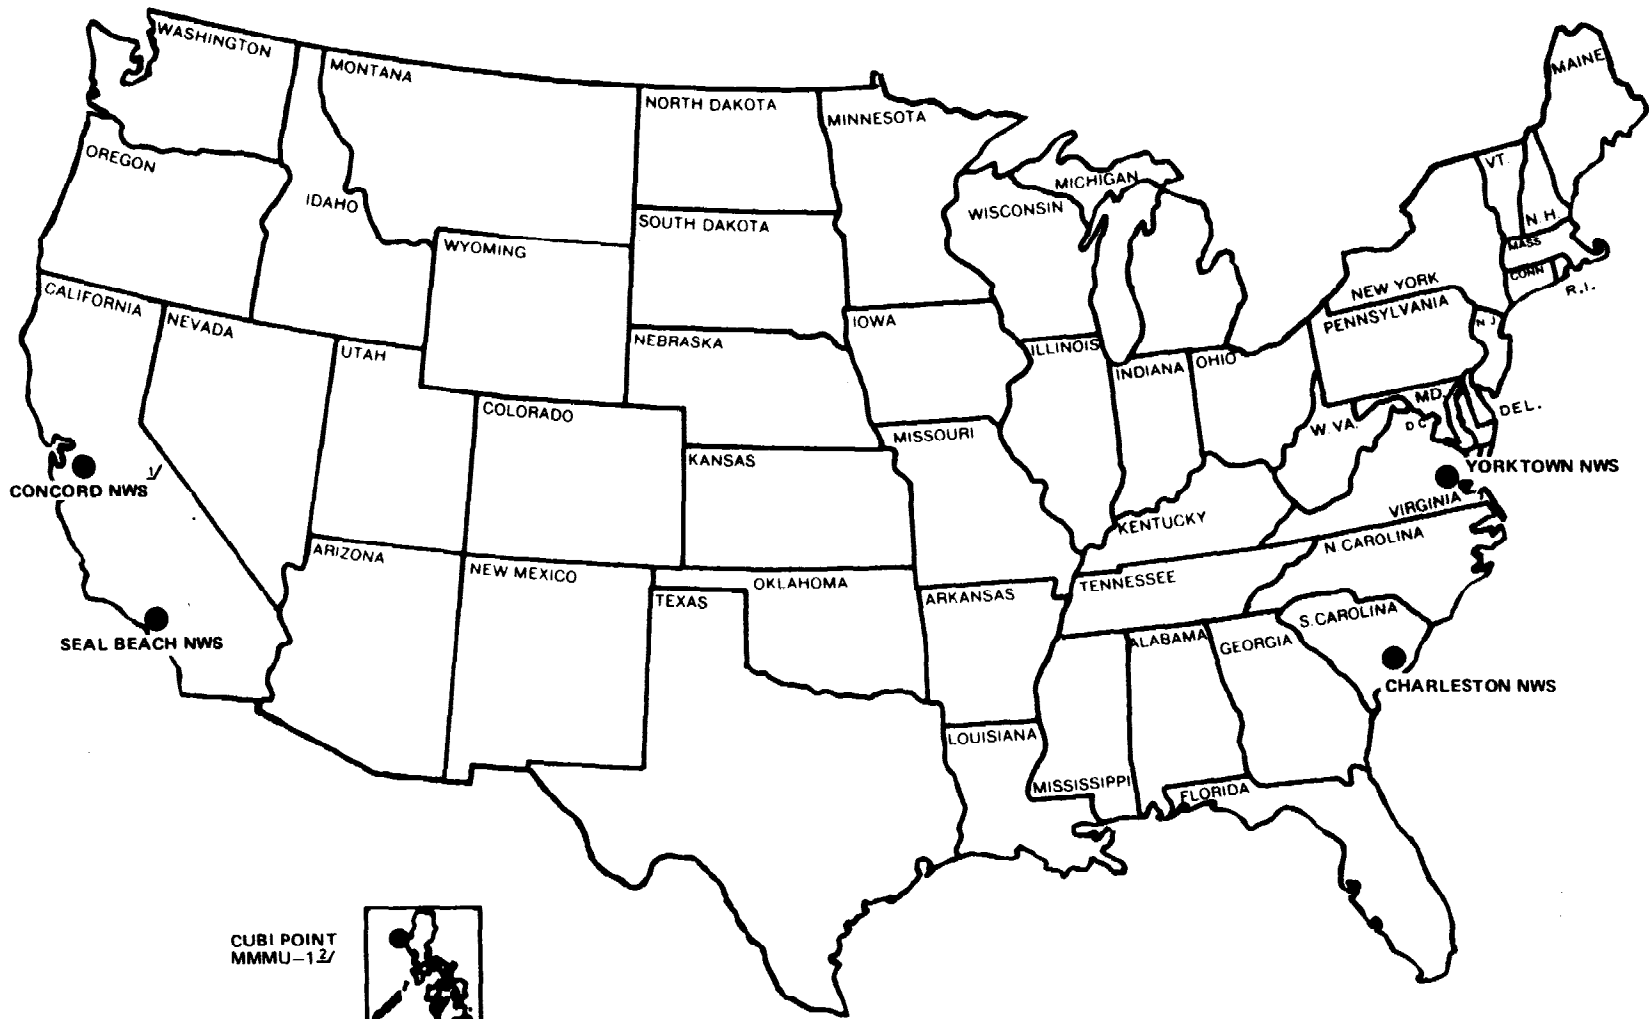 WASHINGTON
MONTANA
NORTH DAKOTA
MINNESOTA
MAINE
OREGON
IDAHO
SOUTH DAKOTA
WISCONSIN
MICHIGAN
VT.
N.H.
WYOMING
MASS
CONN
R.I.
CALIFORNIA
NEVADA
UTAH
NEBRASKA
IOWA
NEW YORK
PENNSYLVANIA
N J
ILLINOIS
INDIANA
OHIO
COLORADO
MD.
DEL.
W.VA.
D C
MISSOURI
KANSAS
CONCORD NWS 1/
YORKTOWN NWS
VIRGINIA
KENTUCKY
N.CAROLINA
ARIZONA
NEW MEXICO
OKLAHOMA
TENNESSEE
TEXAS
ARKANSAS
S.CAROLINA
SEAL BEACH NWS
ALABAMA
GEORGIA
CHARLESTON NWS
LOUISIANA
MISSISSIPPI
FLORIDA
CUBI POINT
MMMU-1 2/